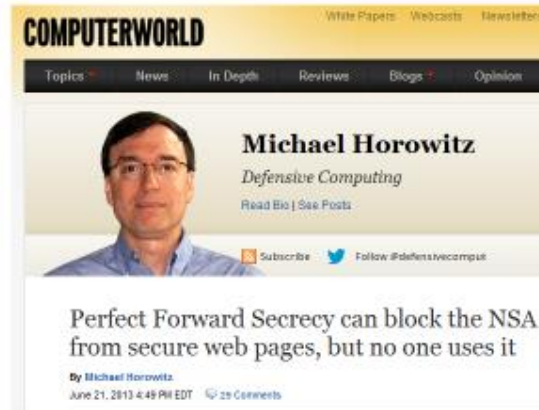 White Papers Webcasts Newsletters
COMPUTERWORLD
Topics News In Depth Reviews Blogs Opinion
Michael Horowitz
Defensive Computing
Read Bio | See Posts
Subscribe Follow @defensivecomput
Perfect Forward Secrecy can block the NSA
from secure web pages, but no one uses it
By Michael Horowitz
June 21, 2013 4:49 PM EDT 29 Comments